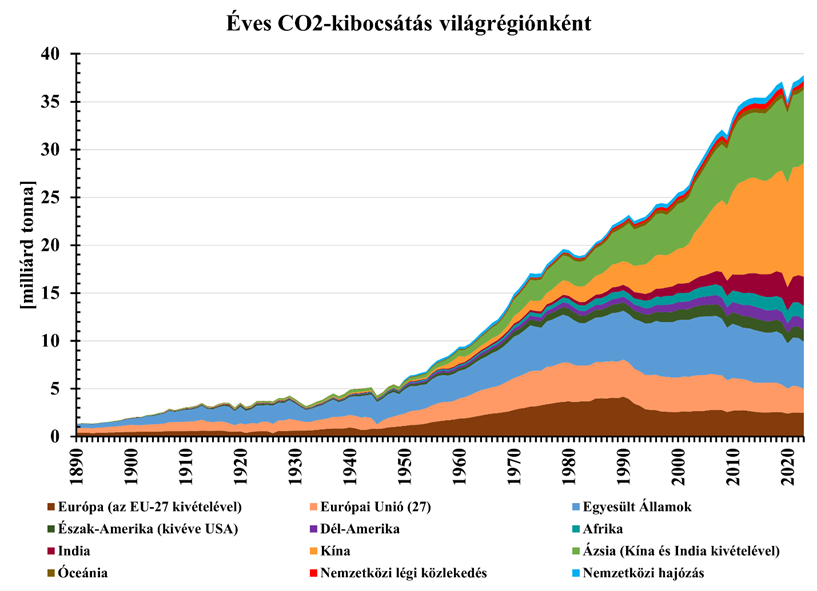 Éves CO2-kibocsátás világrégiónként
40
35
30
25
20
15
10
5
0
[milliárd tonna]
1890
1900
1910
1920
1930
1940
1950
1960
1970
1980
1990
2000
2010
2020
Európa (az EU-27 kivételével)
Európai Unió (27)
Egyesült Államok
Észak-Amerika (kivéve USA)
Dél-Amerika
Afrika
India
Kína
Ázsia (Kína és India kivételével)
Óceánia
Nemzetközi légi közlekedés
Nemzetközi hajózás